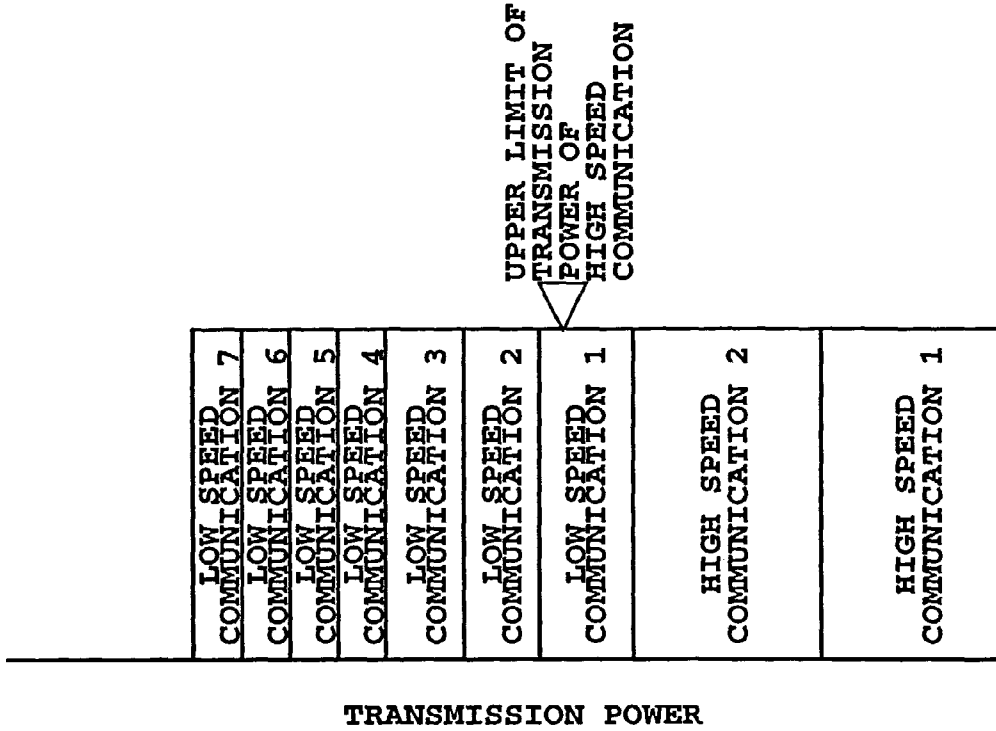 UPPER LIMIT OF
TRANSMISSION
POWER OF
HIGH SPEED
COMMUNICATION
LOW SPEED
COMMUNICATION 7
LOW SPEED
COMMUNICATION 6
LOW SPEED
COMMUNICATION 5
LOW SPEED
COMMUNICATION 4
LOW SPEED
COMMUNICATION 3
LOW SPEED
COMMUNICATION 2
LOW SPEED
COMMUNICATION 1
HIGH SPEED
COMMUNICATION 2
HIGH SPEED
COMMUNICATION 1
TRANSMISSION POWER